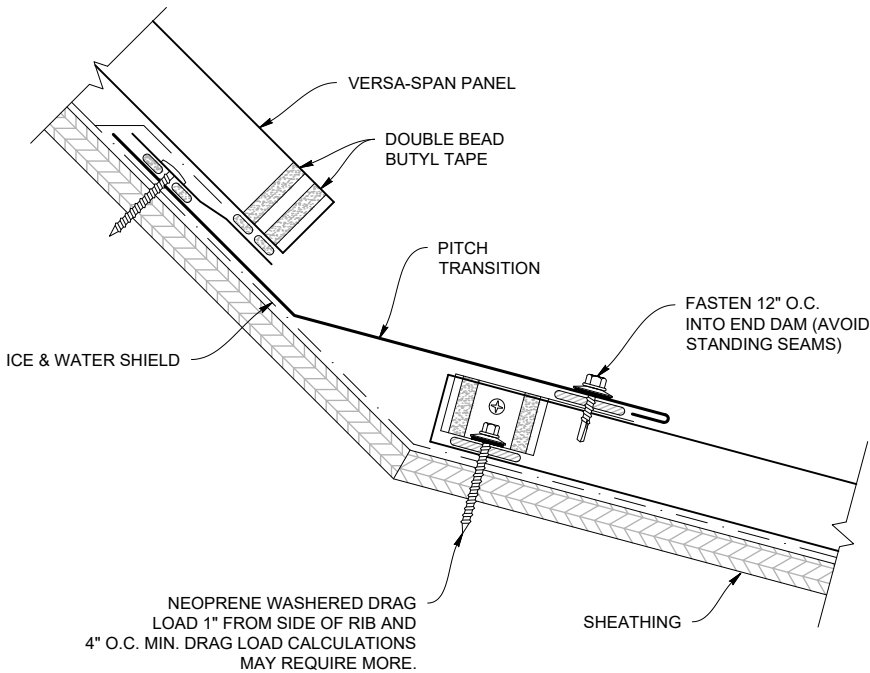 VERSA-SPAN PANEL
DOUBLE BEAD
BUTYL TAPE
PITCH
TRANSITION
FASTEN 12" O.C.
INTO END DAM (AVOID
STANDING SEAMS)
ICE & WATER SHIELD
NEOPRENE WASHERED DRAG
LOAD 1" FROM SIDE OF RIB AND
4" O.C. MIN. DRAG LOAD CALCULATIONS
MAY REQUIRE MORE.
SHEATHING